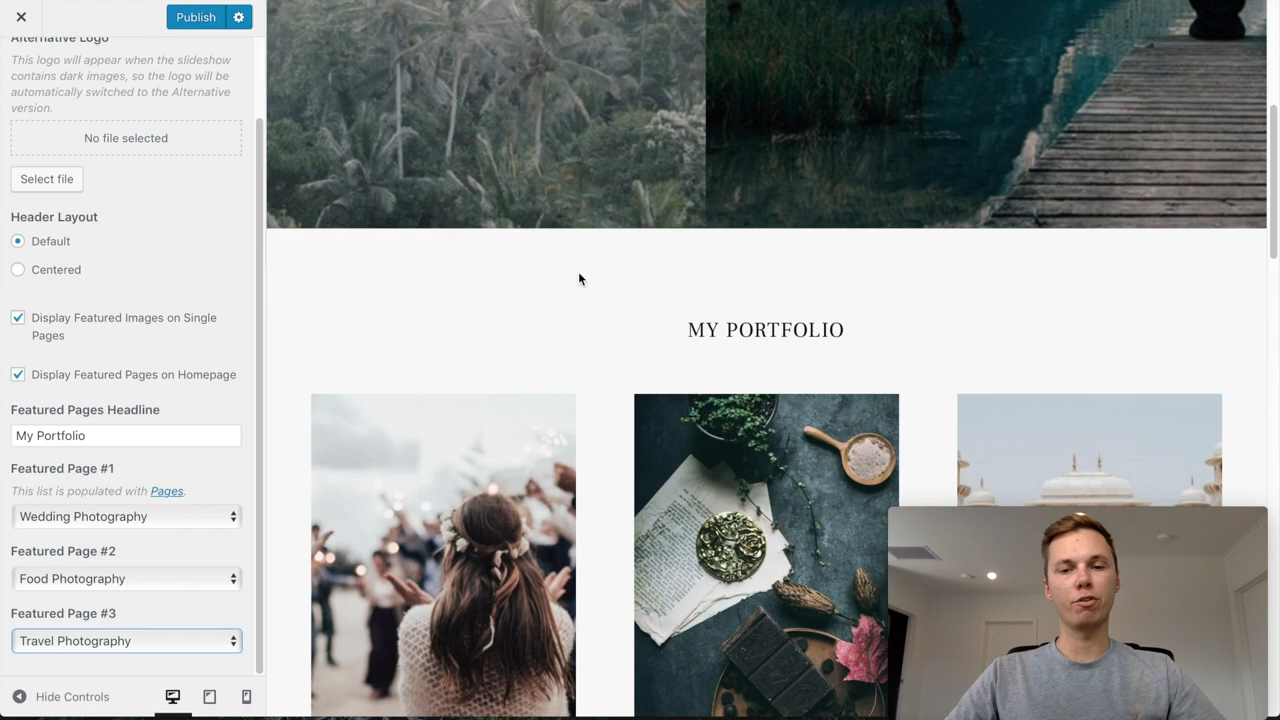 Publish
Alternative Logo
This logo will appear when the slideshow
contains dark images, so the logo will be
automatically switched to the Alternative
version.
No file selected
Select file
Header Layout
Default
Centered
Display Featured Images on Single
Pages
Display Featured Pages on Homepage
Featured Pages Headline
My Portfolio
Featured Page #1
This list is populated with Pages.
Wedding Photography
Featured Page #2
Food Photography
Featured Page #3
Travel Photography
Hide Controls
MY PORTFOLIO